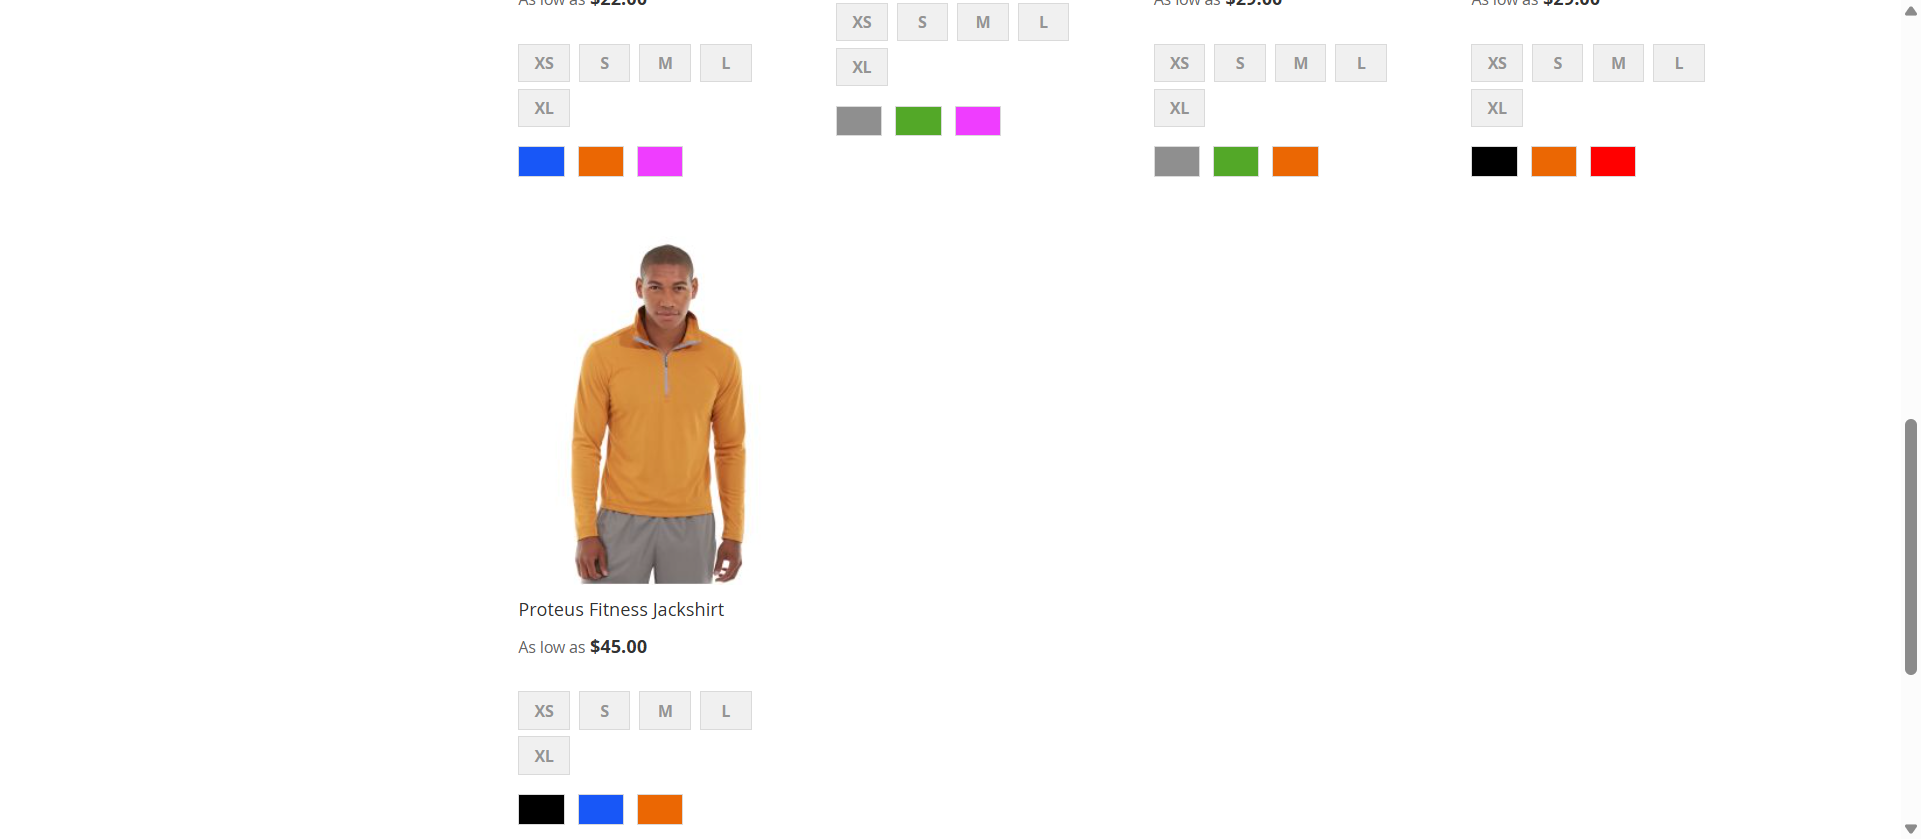 As low as $22.00
XS S M L
XL
XS S M L
XL
As low as $29.00
XS S M L
XL
As low as $29.00
XS S M L
XL
Proteus Fitness Jackshirt
As low as $45.00
XS S M L
XL